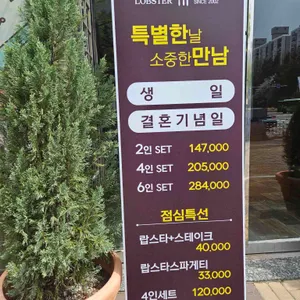 LOBSTER
SINCE 2002
특별한날
소중한만남
생 일
결혼기념일
2인 SET 147,000
4인 SET 205,000
6인 SET 284,000
점심특선
랍스타+스테이크
40,000
랍스타스파게티
33,000
4인세트 120,000